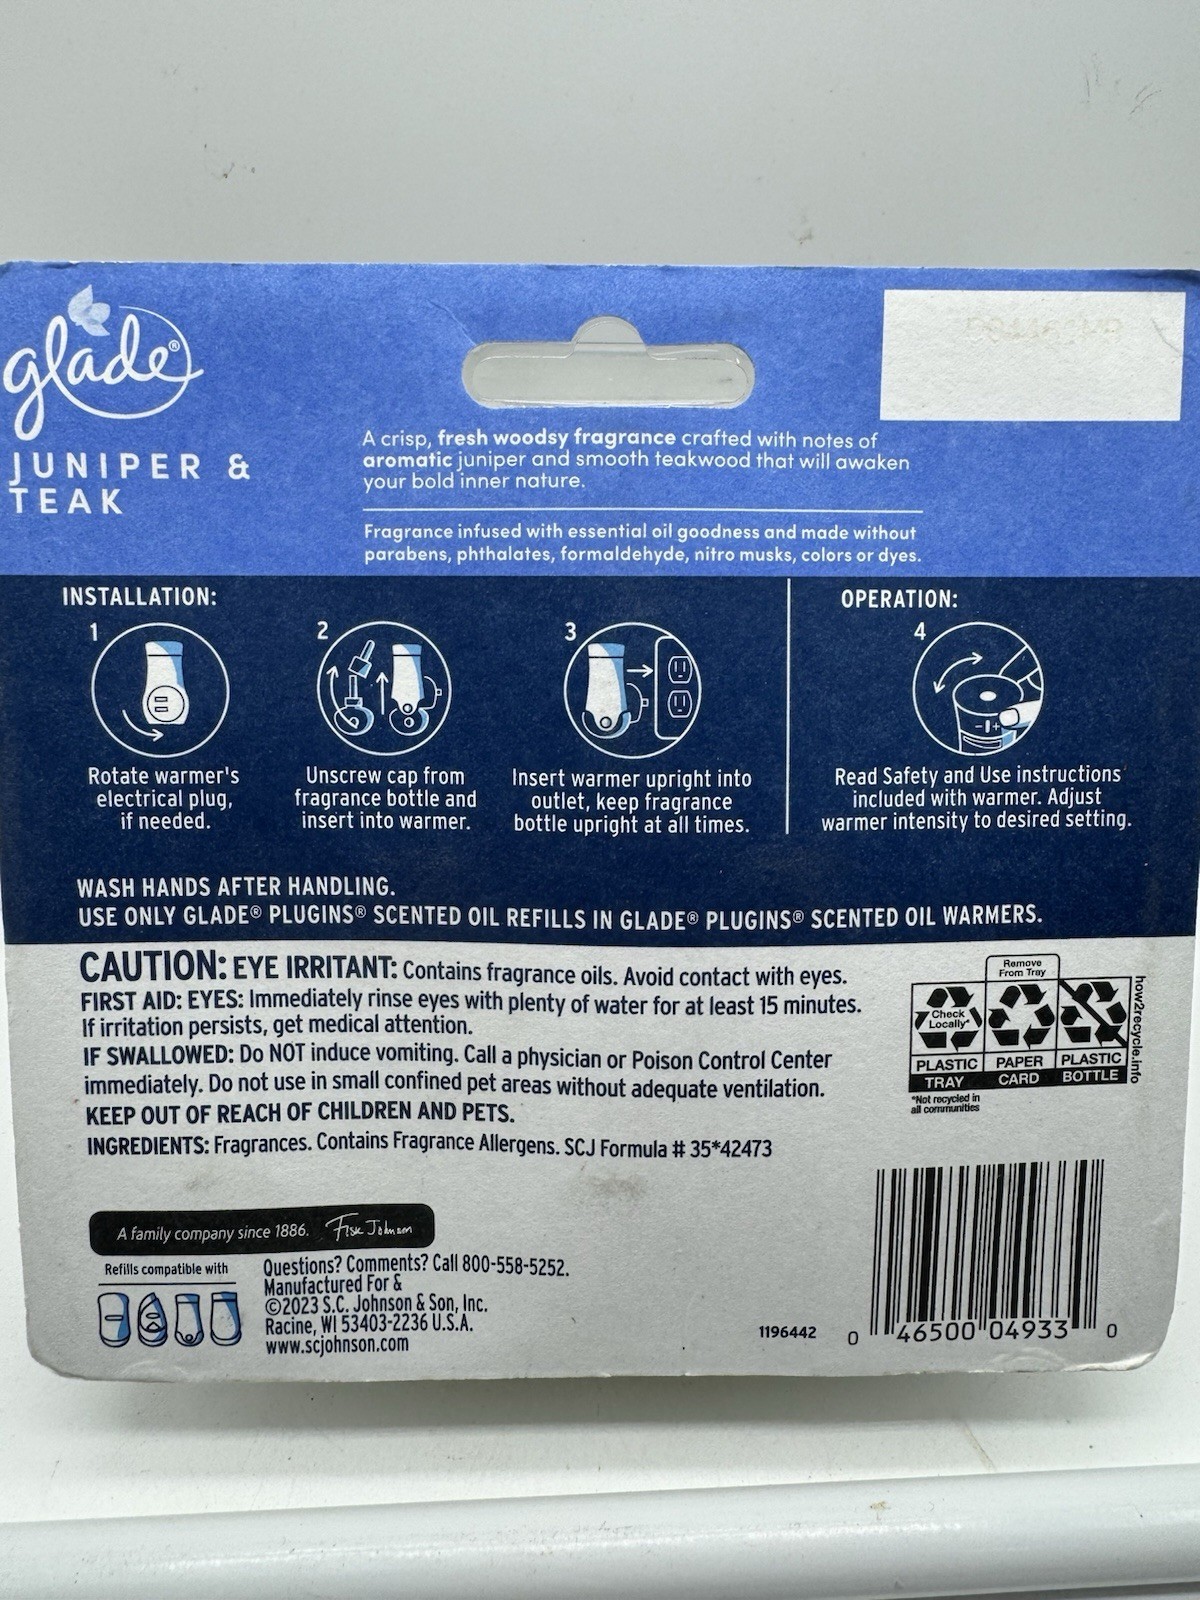 glade®
JUNIPER &
TEAK
A crisp, fresh woodsy fragrance crafted with notes of
aromatic juniper and smooth teakwood that will awaken
your bold inner nature.
Fragrance infused with essential oil goodness and made without
parabens, phthalates, formaldehyde, nitro musks, colors or dyes.
INSTALLATION:
1
Rotate warmer's
electrical plug,
if needed.
2
Unscrew cap from
fragrance bottle and
insert into warmer.
3
Insert warmer upright into
outlet, keep fragrance
bottle upright at all times.
OPERATION:
4
- +
Read Safety and Use instructions
included with warmer. Adjust
warmer intensity to desired setting.
WASH HANDS AFTER HANDLING.
USE ONLY GLADE® PLUGINS® SCENTED OIL REFILLS IN GLADE® PLUGINS® SCENTED OIL WARMERS.
CAUTION: EYE IRRITANT: Contains fragrance oils. Avoid contact with eyes.
FIRST AID: EYES: Immediately rinse eyes with plenty of water for at least 15 minutes.
If irritation persists, get medical attention.
IF SWALLOWED: Do NOT induce vomiting. Call a physician or Poison Control Center
immediately. Do not use in small confined pet areas without adequate ventilation.
KEEP OUT OF REACH OF CHILDREN AND PETS.
INGREDIENTS: Fragrances. Contains Fragrance Allergens. SCJ Formula # 35*42473
Remove
From Tray
Check
Locally*
PLASTIC
TRAY
PAPER
CARD
PLASTIC
BOTTLE
*Not recycled in
all communities
how2recycle.info
A family company since 1886. Fisk Johnson
Refills compatible with
Questions? Comments? Call 800-558-5252.
Manufactured For &
©2023 S.C. Johnson & Son, Inc.
Racine, WI 53403-2236 U.S.A.
www.scjohnson.com
1196442
0 46500 04933 0